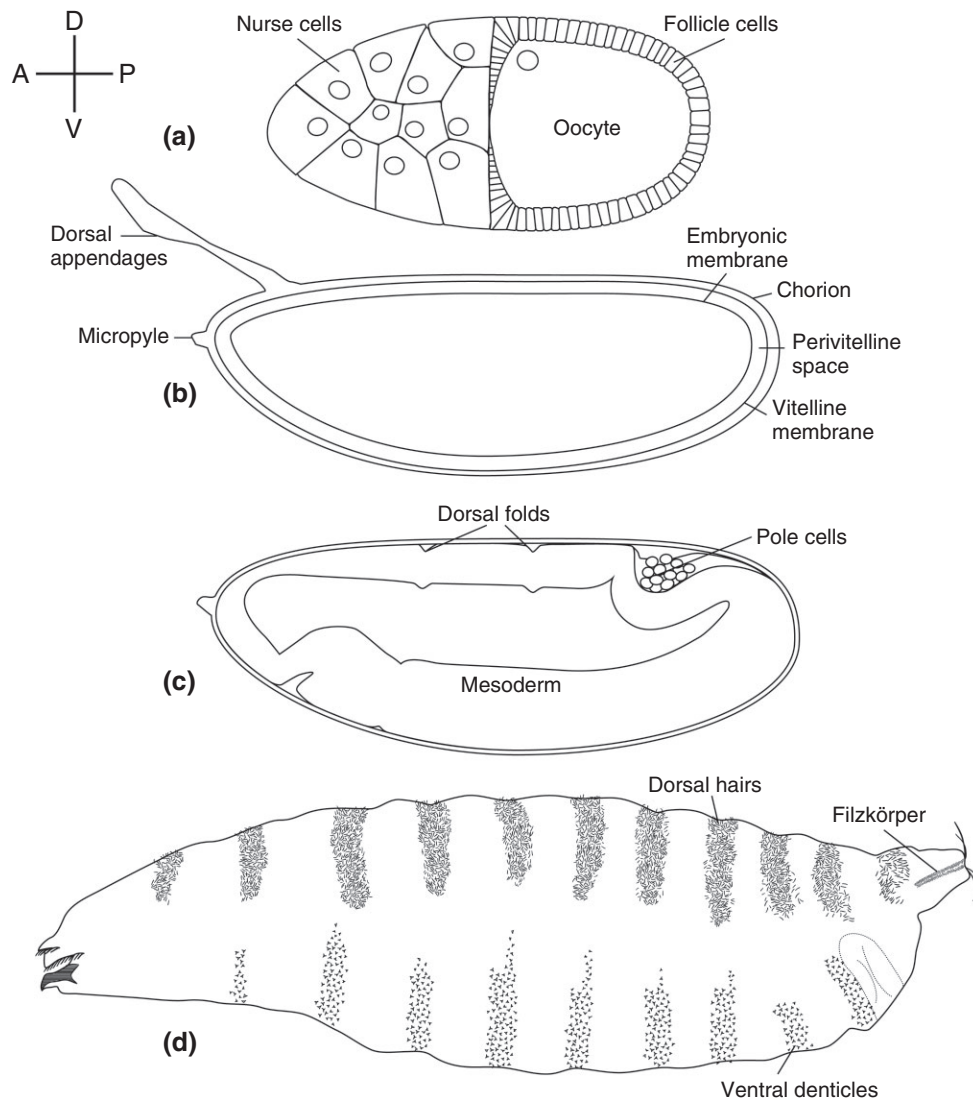 D
A
P
V
Nurse cells
Follicle cells
Oocyte
(a)
Dorsal
appendages
Embryonic
membrane
Chorion
Micropyle
Perivitelline
space
(b)
Vitelline
membrane
Dorsal folds
Pole cells
(c)
Mesoderm
Dorsal hairs
Filzkörper
(d)
Ventral denticles